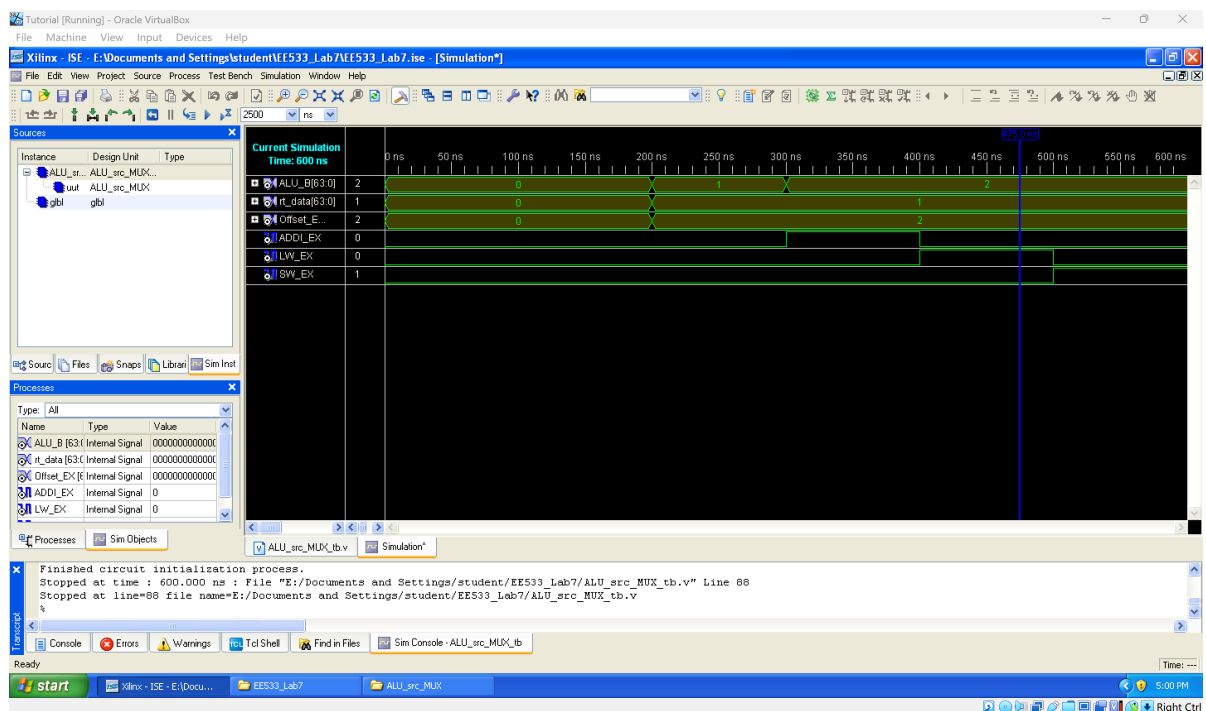 Tutorial [Running] - Oracle VirtualBox
File Machine View Input Devices Help
Xilinx - ISE - E:\Documents and Settings\student\EE533_Lab7\EE533_Lab7.ise - [Simulation*]
File Edit View Project Source Process Test Bench Simulation Window Help
2500 ns
Sources
Instance Design Unit Type
ALU_sr... ALU_src_MUX...
uut ALU_src_MUX
glbl glbl
Sourc Files Snaps Librari Sim Inst
Processes
Type: All
Name Type Value
ALU_B [63:( Internal Signal 000000000000
rt_data [63:( Internal Signal 000000000000
Offset_EX [6 Internal Signal 000000000000
ADDI_EX Internal Signal 0
LW_EX Internal Signal 0
Processes Sim Objects
Current Simulation
Time: 600 ns
0 ns 50 ns 100 ns 150 ns 200 ns 250 ns 300 ns 350 ns 400 ns 450 ns 500 ns 550 ns 600 ns
ALU_B[63:0] 2 0 1 2
rt_data[63:0] 1 0 1
Offset_E... 2 0 2
ADDI_EX 0
LW_EX 0
SW_EX 1
ALU_src_MUX_tb.v Simulation*
Finished circuit initialization process.
Stopped at time : 600.000 ns : File "E:/Documents and Settings/student/EE533_Lab7/ALU_src_MUX_tb.v" Line 88
Stopped at line=88 file name=E:/Documents and Settings/student/EE533_Lab7/ALU_src_MUX_tb.v
%
Transcript
Console Errors Warnings TCL Tcl Shell Find in Files Sim Console - ALU_src_MUX_tb
Ready
Time: ---
start Xilinx - ISE - E:\Docu... EE533_Lab7 ALU_src_MUX 5:00 PM
Right Ctrl